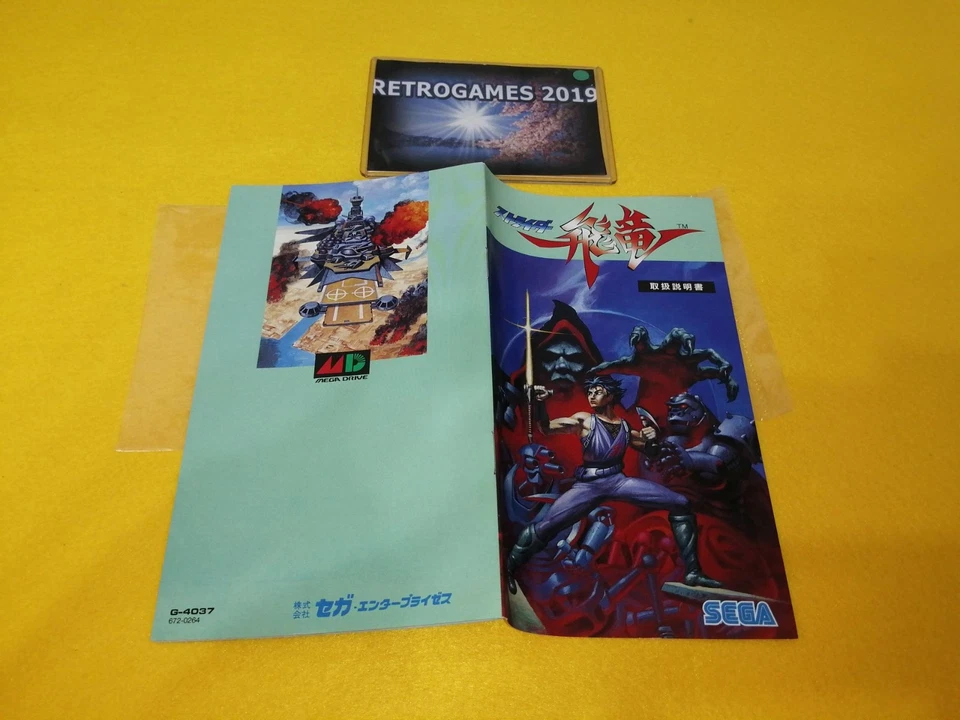 RETROGAMES 2019
ストライダー
飛竜
TM
取扱説明書
SEGA
MD
MEGA DRIVE
G-4037
672-0264
株式会社 セガ・エンタープライゼス